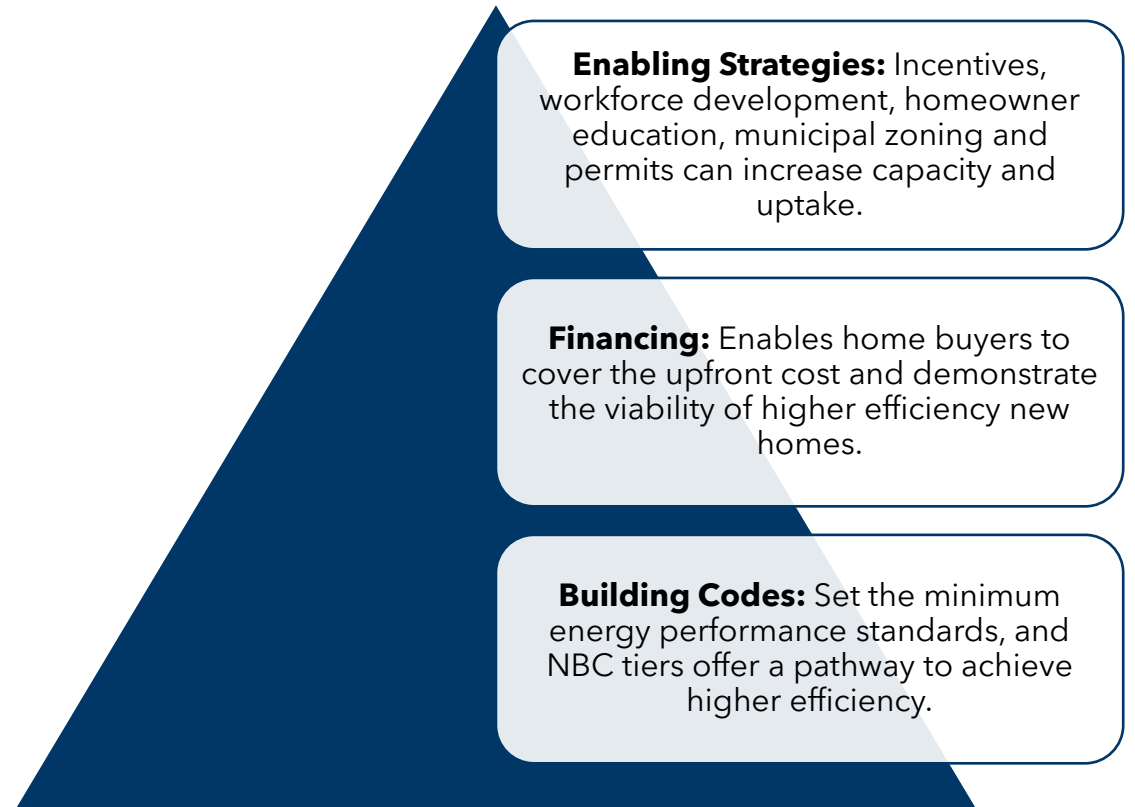 Enabling Strategies: Incentives,
workforce development, homeowner
education, municipal zoning and
permits can increase capacity and
uptake.
Financing: Enables home buyers to
cover the upfront cost and demonstrate
the viability of higher efficiency new
homes.
Building Codes: Set the minimum
energy performance standards, and
NBC tiers offer a pathway to achieve
higher efficiency.